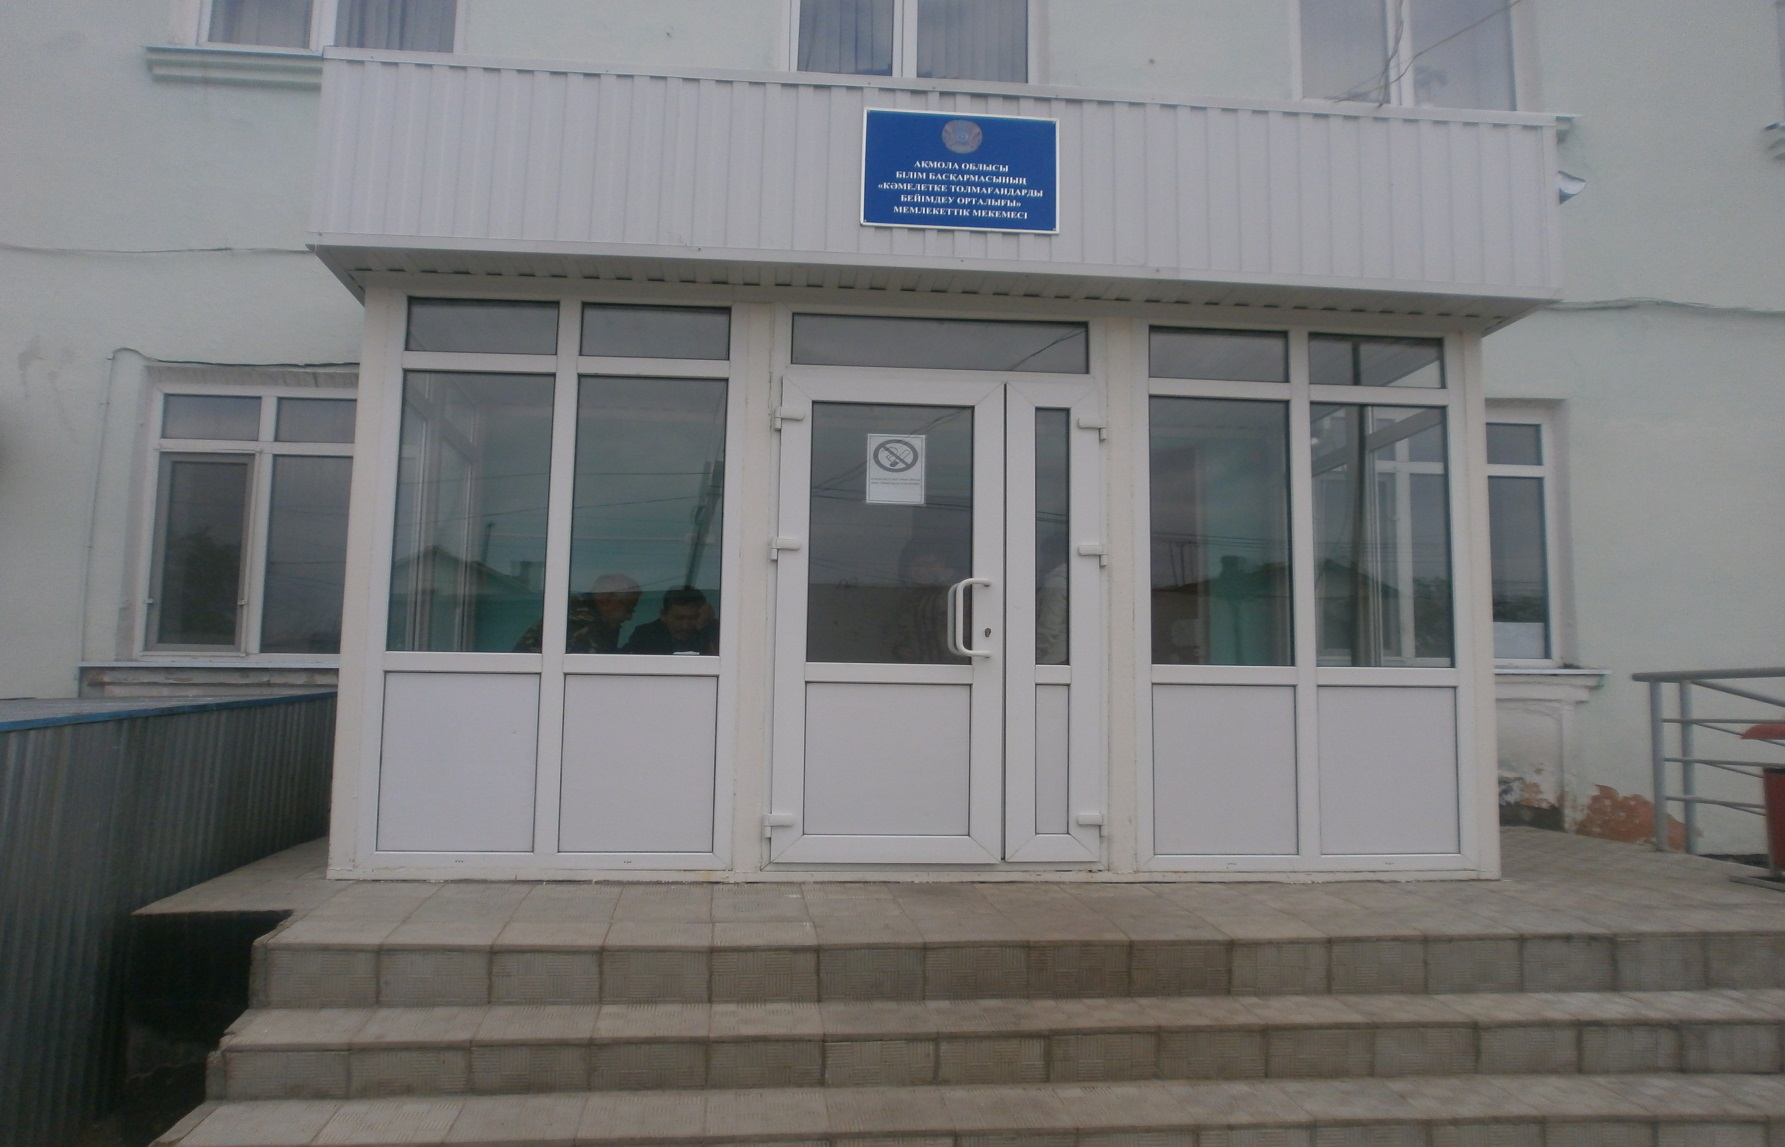 АҚМОЛА ОБЛЫСЫ
БІЛІМ БАСҚАРМАСЫНЫҢ
«КӘМЕЛЕТКЕ ТОЛМАҒАНДАРДЫ
БЕЙІМДЕУ ОРТАЛЫҒЫ»
МЕМЛЕКЕТТІК МЕКЕМЕСІ